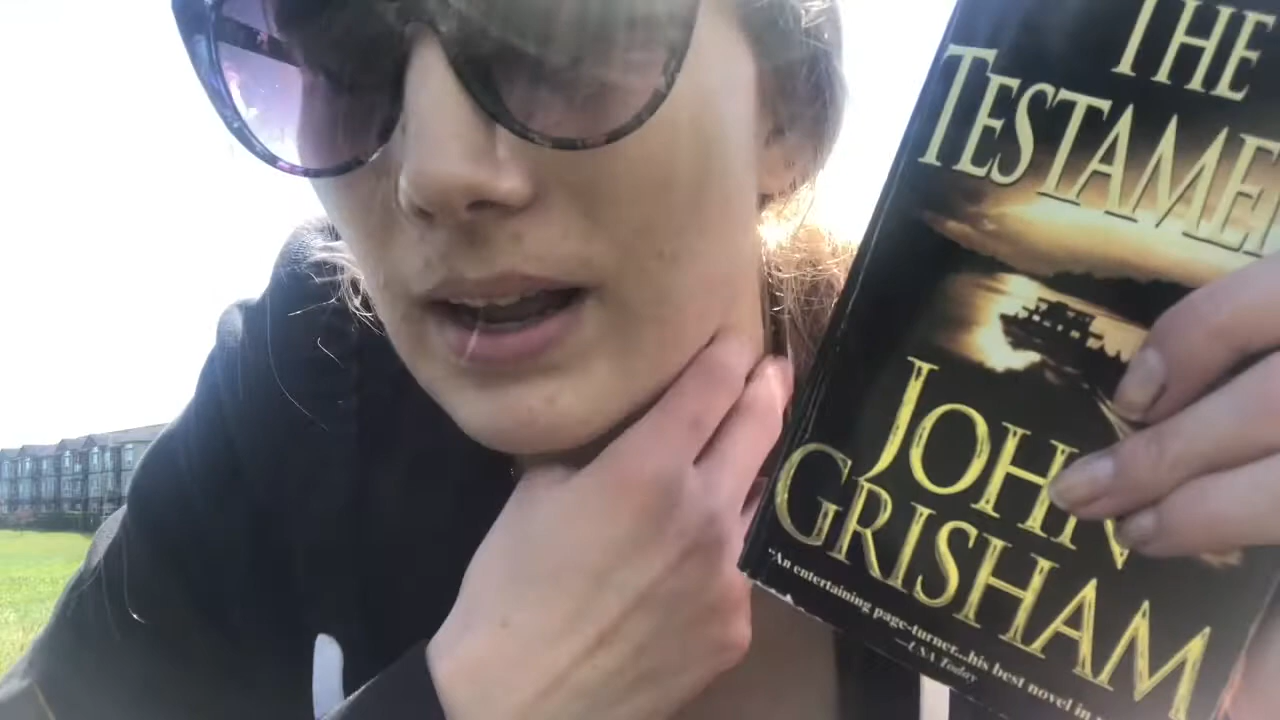 THE
TESTAME
JOHN
GRISHAM
"An entertaining page-turner...his best novel in
—USA Today